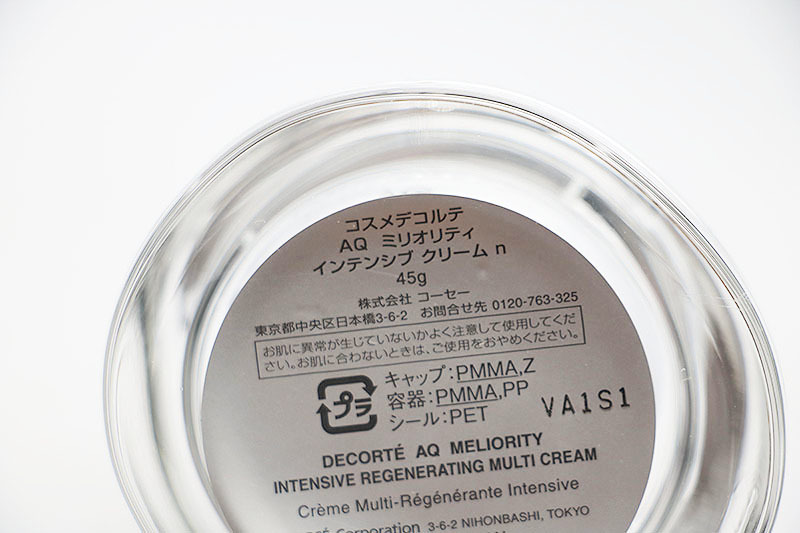 コスメデコルテ
AQ ミリオリティ
インテンシブ クリーム n
45g
株式会社 コーセー
東京都中央区日本橋3-6-2 お問合せ先 0120-763-325
お肌に異常が生じていないかよく注意して使用してくだ
さい。お肌に合わないときは、ご使用をおやめください。
プラ
キャップ:PMMA,Z
容器:PMMA,PP
シール:PET
VA1S1
DECORTÉ AQ MELIORITY
INTENSIVE REGENERATING MULTI CREAM
Crème Multi-Régénérante Intensive
Corporation 3-6-2 NIHONBASHI, TOKYO